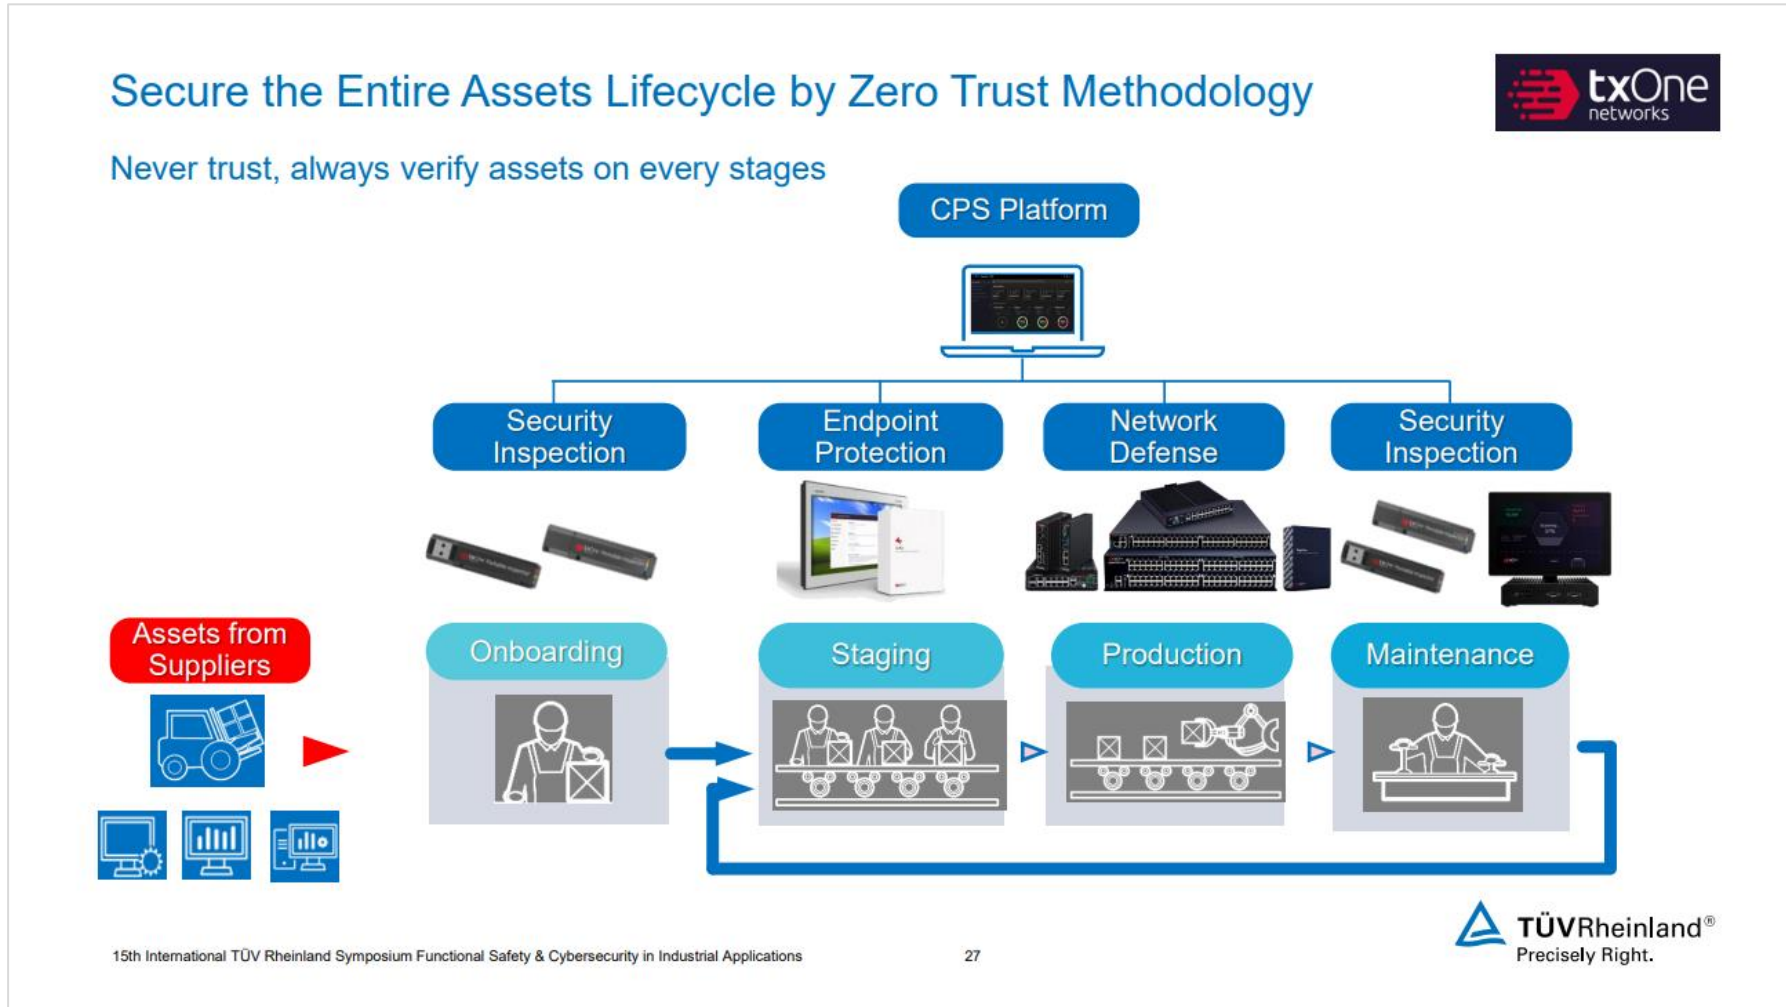 Secure the Entire Assets Lifecycle by Zero Trust Methodology
txOne
networks
Never trust, always verify assets on every stages
CPS Platform
Security
Inspection
Endpoint
Protection
Network
Defense
Security
Inspection
Assets from
Suppliers
Onboarding
Staging
Production
Maintenance
15th International TÜV Rheinland Symposium Functional Safety & Cybersecurity in Industrial Applications
27
TÜVRheinland®
Precisely Right.